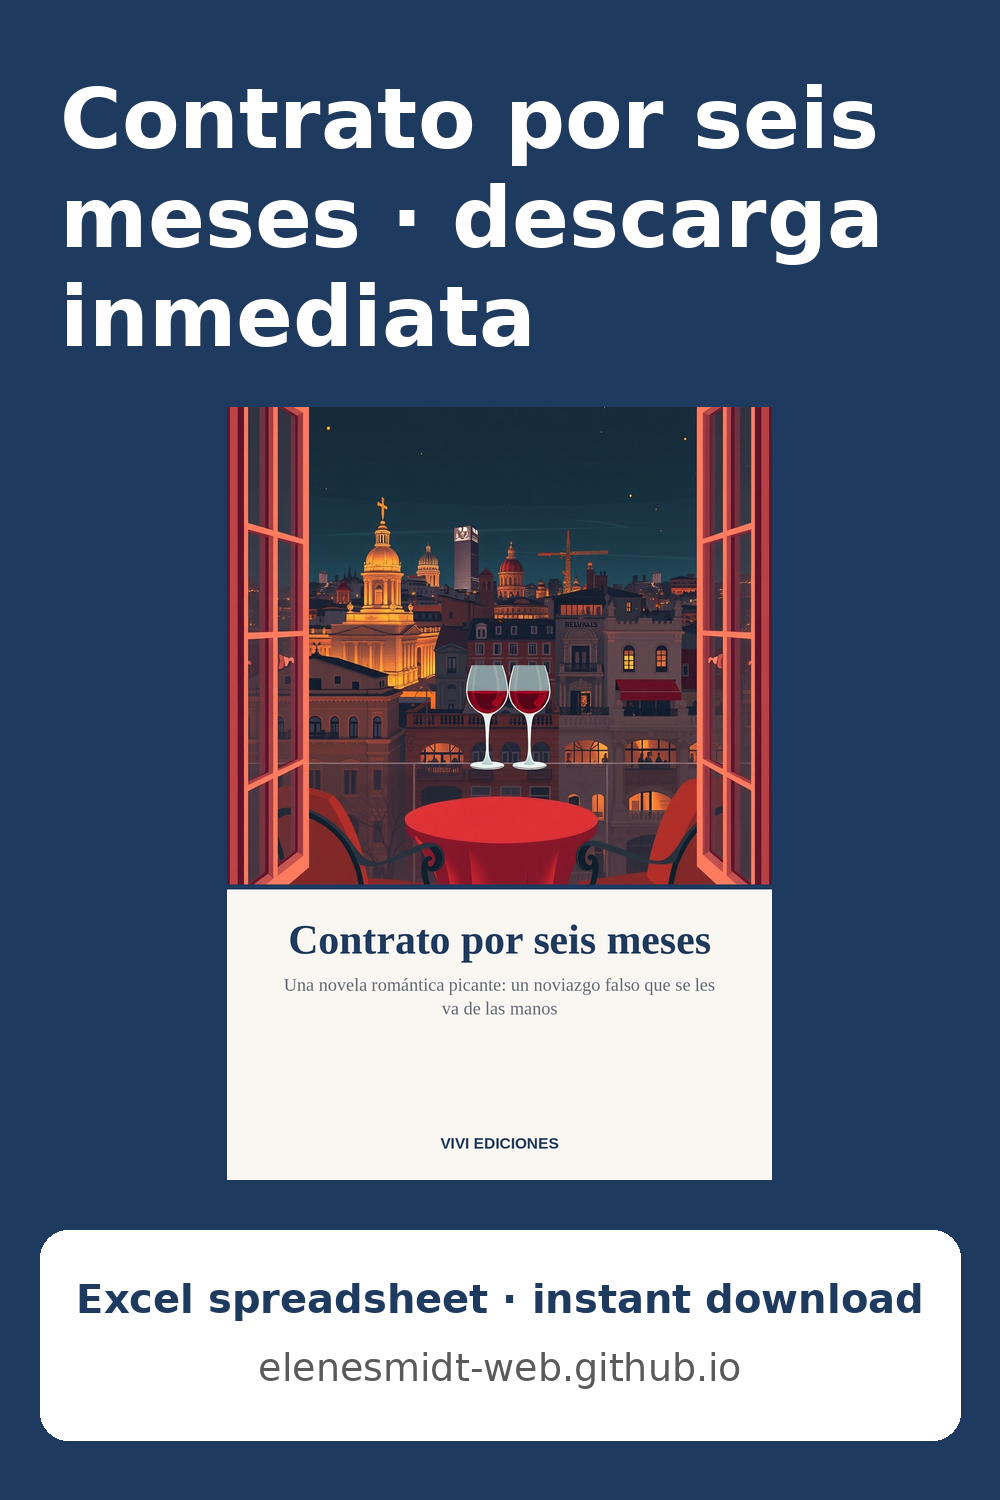 Contrato por seis
meses · descarga
inmediata
Contrato por seis meses
Una novela romántica picante: un noviazgo falso que se les
va de las manos
VIVI EDICIONES
Excel spreadsheet · instant download
elenesmidt-web.github.io